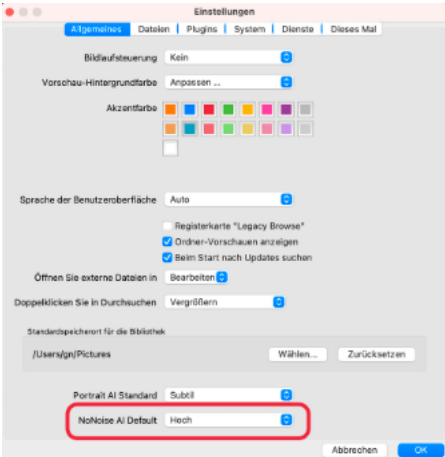 Einstellungen
Allgemeines Dateien Plugins System Dienste Dieses Mal
Bildlaufsteuerung Kein
Vorschau-Hintergrundfarbe Anpassen ...
Akzentfarbe
Sprache der Benutzeroberfläche Auto
Registerkarte "Legacy Browse"
Ordner-Vorschauen anzeigen
Beim Start nach Updates suchen
Öffnen Sie externe Dateien in Bearbeiten
Doppelklicken Sie in Durchsuchen Vergrößern
Standardspeicherort für die Bibliothek
/Users/gn/Pictures Wählen... Zurücksetzen
Portrait AI Standard Subtil
NoNoise AI Default Hoch
Abbrechen OK